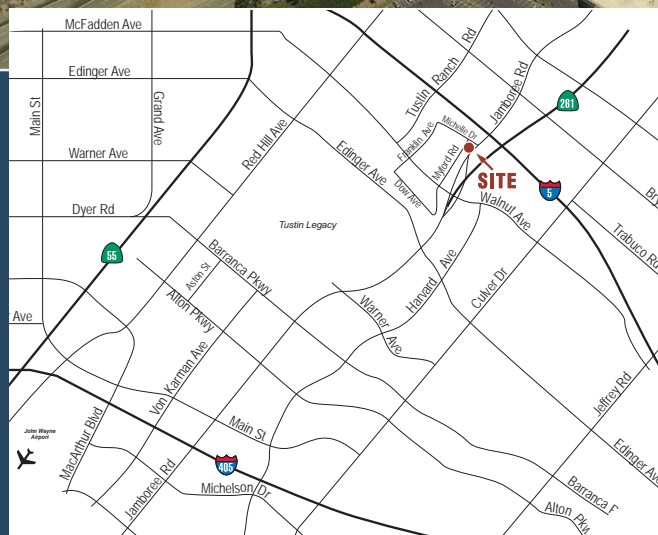 McFadden Ave
Edinger Ave
Main St
Grand Ave
Warner Ave
Dyer Rd
Red Hill Ave
Edinger Ave
Tustin Ranch Rd
Jamboree Rd
261
Franklin Ave
Michelle Dr
Myford Rd
Dow Ave
SITE
5
Walnut Ave
Bry
Trabuco Rd
Tustin Legacy
55
Aston St
Barranca Pkwy
Alton Pkwy
Harvard Ave
Culver Dr
Warner Ave
Ave
Von Karman Ave
Jeffrey Rd
John Wayne
Airport
MacArthur Blvd
Main St
405
Jamboree Rd
Michelson Dr
Edinger Ave
Barranca P
Alton Pkw